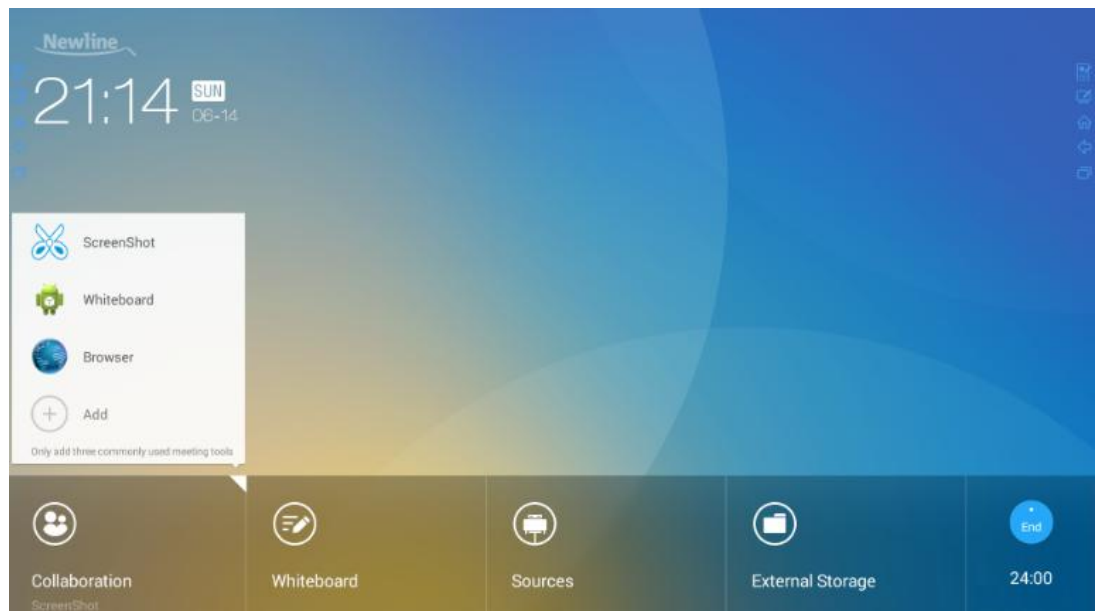 Newline
21:14 SUN
06-14
ScreenShot
Whiteboard
Browser
Add
Only add three commonly used meeting tools
End
Collaboration
Whiteboard
Sources
External Storage
24:00
ScreenShot